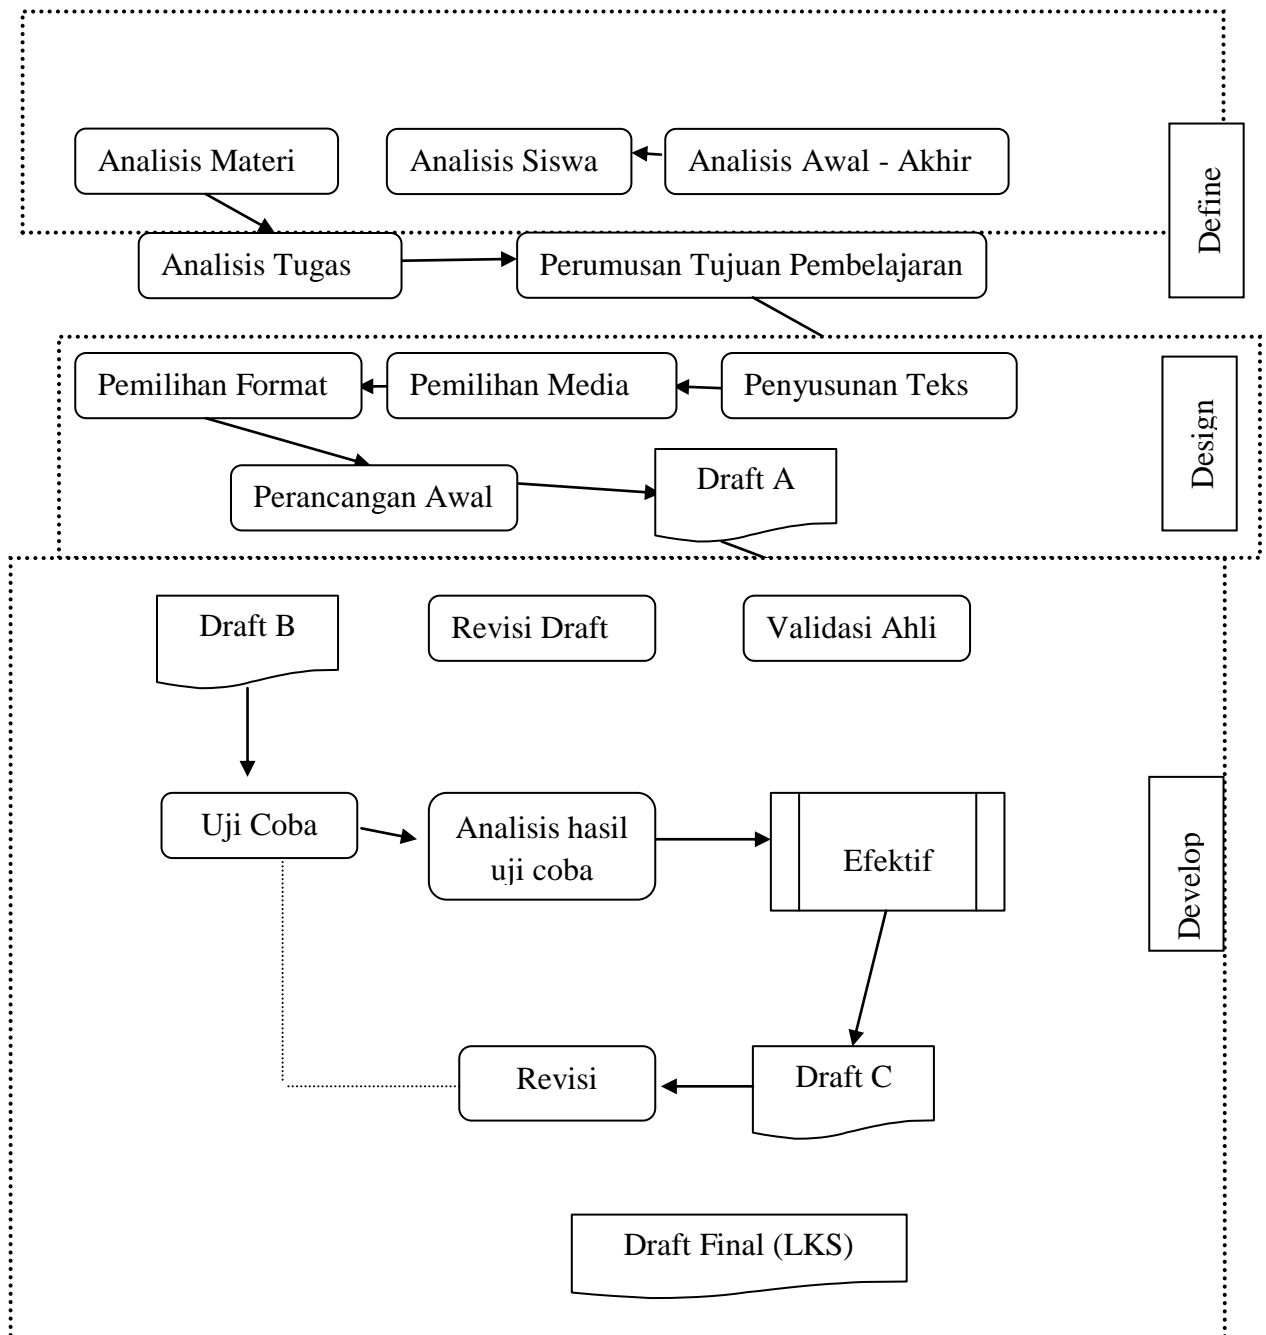 Analisis Materi
Analisis Siswa
Analisis Awal - Akhir
Define
Analisis Tugas
Perumusan Tujuan Pembelajaran
Pemilihan Format
Pemilihan Media
Penyusunan Teks
Design
Perancangan Awal
Draft A
Draft B
Revisi Draft
Validasi Ahli
Uji Coba
Analisis hasil
uji coba
Efektif
Develop
Revisi
Draft C
Draft Final (LKS)